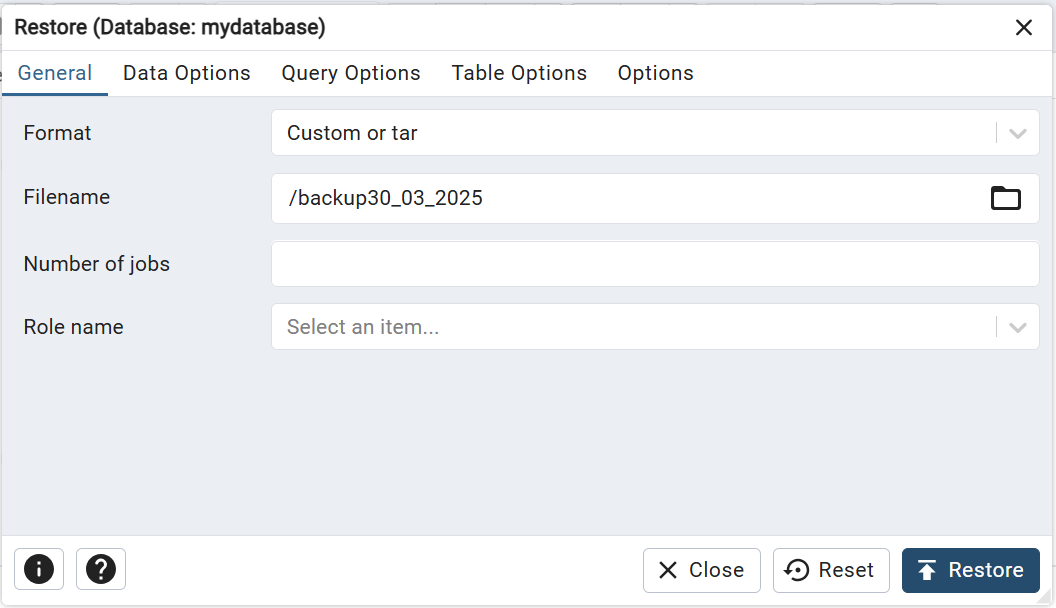 Restore (Database: mydatabase)
General Data Options Query Options Table Options Options
Format Custom or tar
Filename /backup30_03_2025
Number of jobs
Role name Select an item...
Close Reset Restore